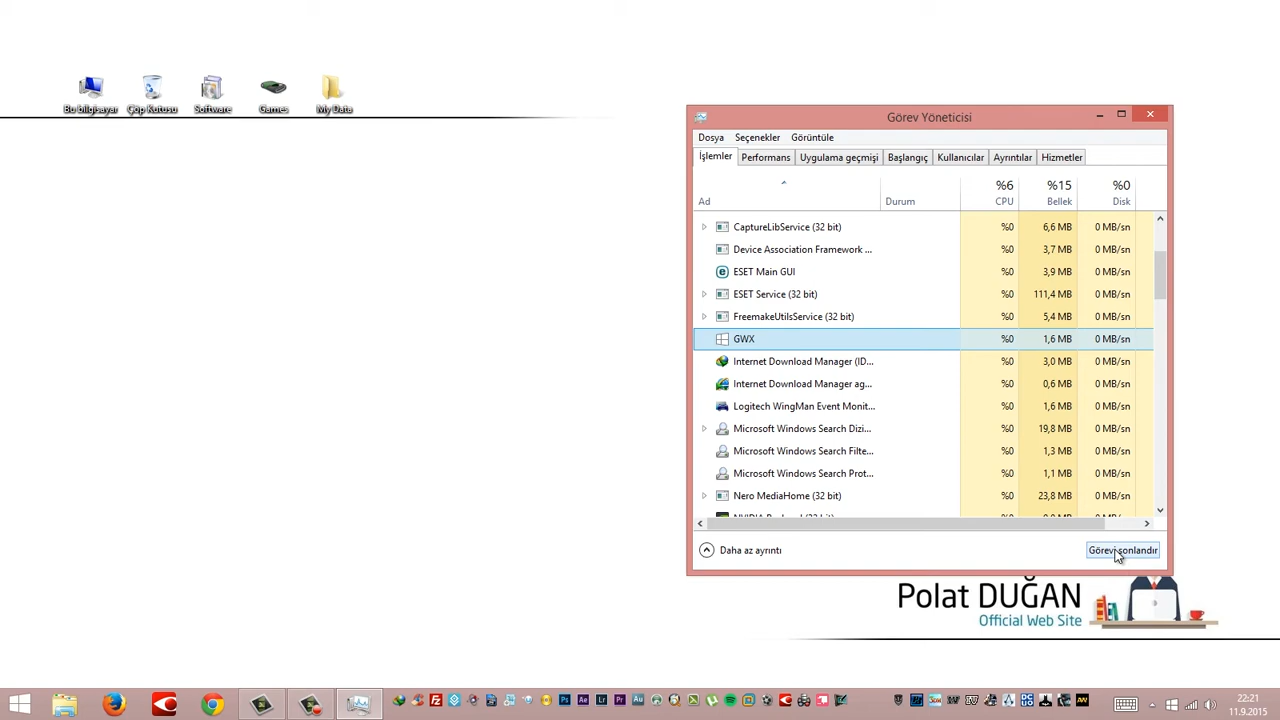 Bu bilgisayar
Çöp Kutusu
Software
Games
My Data
Görev Yöneticisi
Dosya Seçenekler Görüntüle
İşlemler Performans Uygulama geçmişi Başlangıç Kullanıcılar Ayrıntılar Hizmetler
%6 %15 %0
Ad Durum CPU Bellek Disk
CaptureLibService (32 bit) %0 6,6 MB 0 MB/sn
Device Association Framework ... %0 3,7 MB 0 MB/sn
ESET Main GUI %0 3,9 MB 0 MB/sn
ESET Service (32 bit) %0 111,4 MB 0 MB/sn
FreemakeUtilsService (32 bit) %0 5,4 MB 0 MB/sn
GWX %0 1,6 MB 0 MB/sn
Internet Download Manager (ID... %0 3,0 MB 0 MB/sn
Internet Download Manager ag... %0 0,6 MB 0 MB/sn
Logitech WingMan Event Monit... %0 1,6 MB 0 MB/sn
Microsoft Windows Search Dizi... %0 19,8 MB 0 MB/sn
Microsoft Windows Search Filte... %0 1,3 MB 0 MB/sn
Microsoft Windows Search Prot... %0 1,1 MB 0 MB/sn
Nero MediaHome (32 bit) %0 23,8 MB 0 MB/sn
Daha az ayrıntı
Görevi sonlandır
Polat DUĞAN
Official Web Site
22:21
11.9.2015